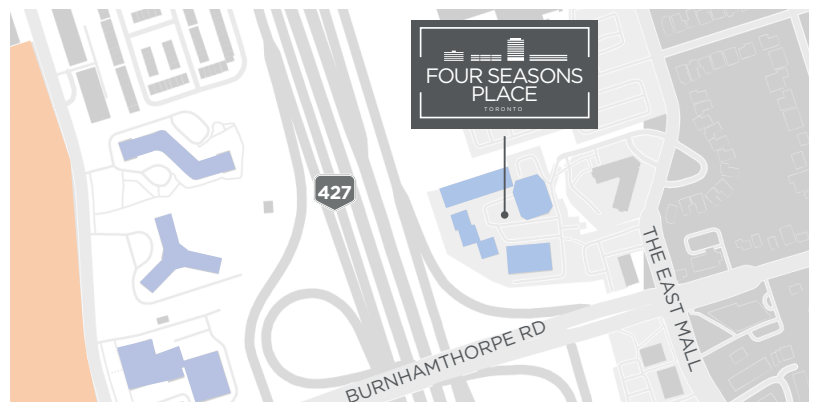 FOUR SEASONS
PLACE
TORONTO
427
THE EAST MALL
BURNHAMTHORPE RD